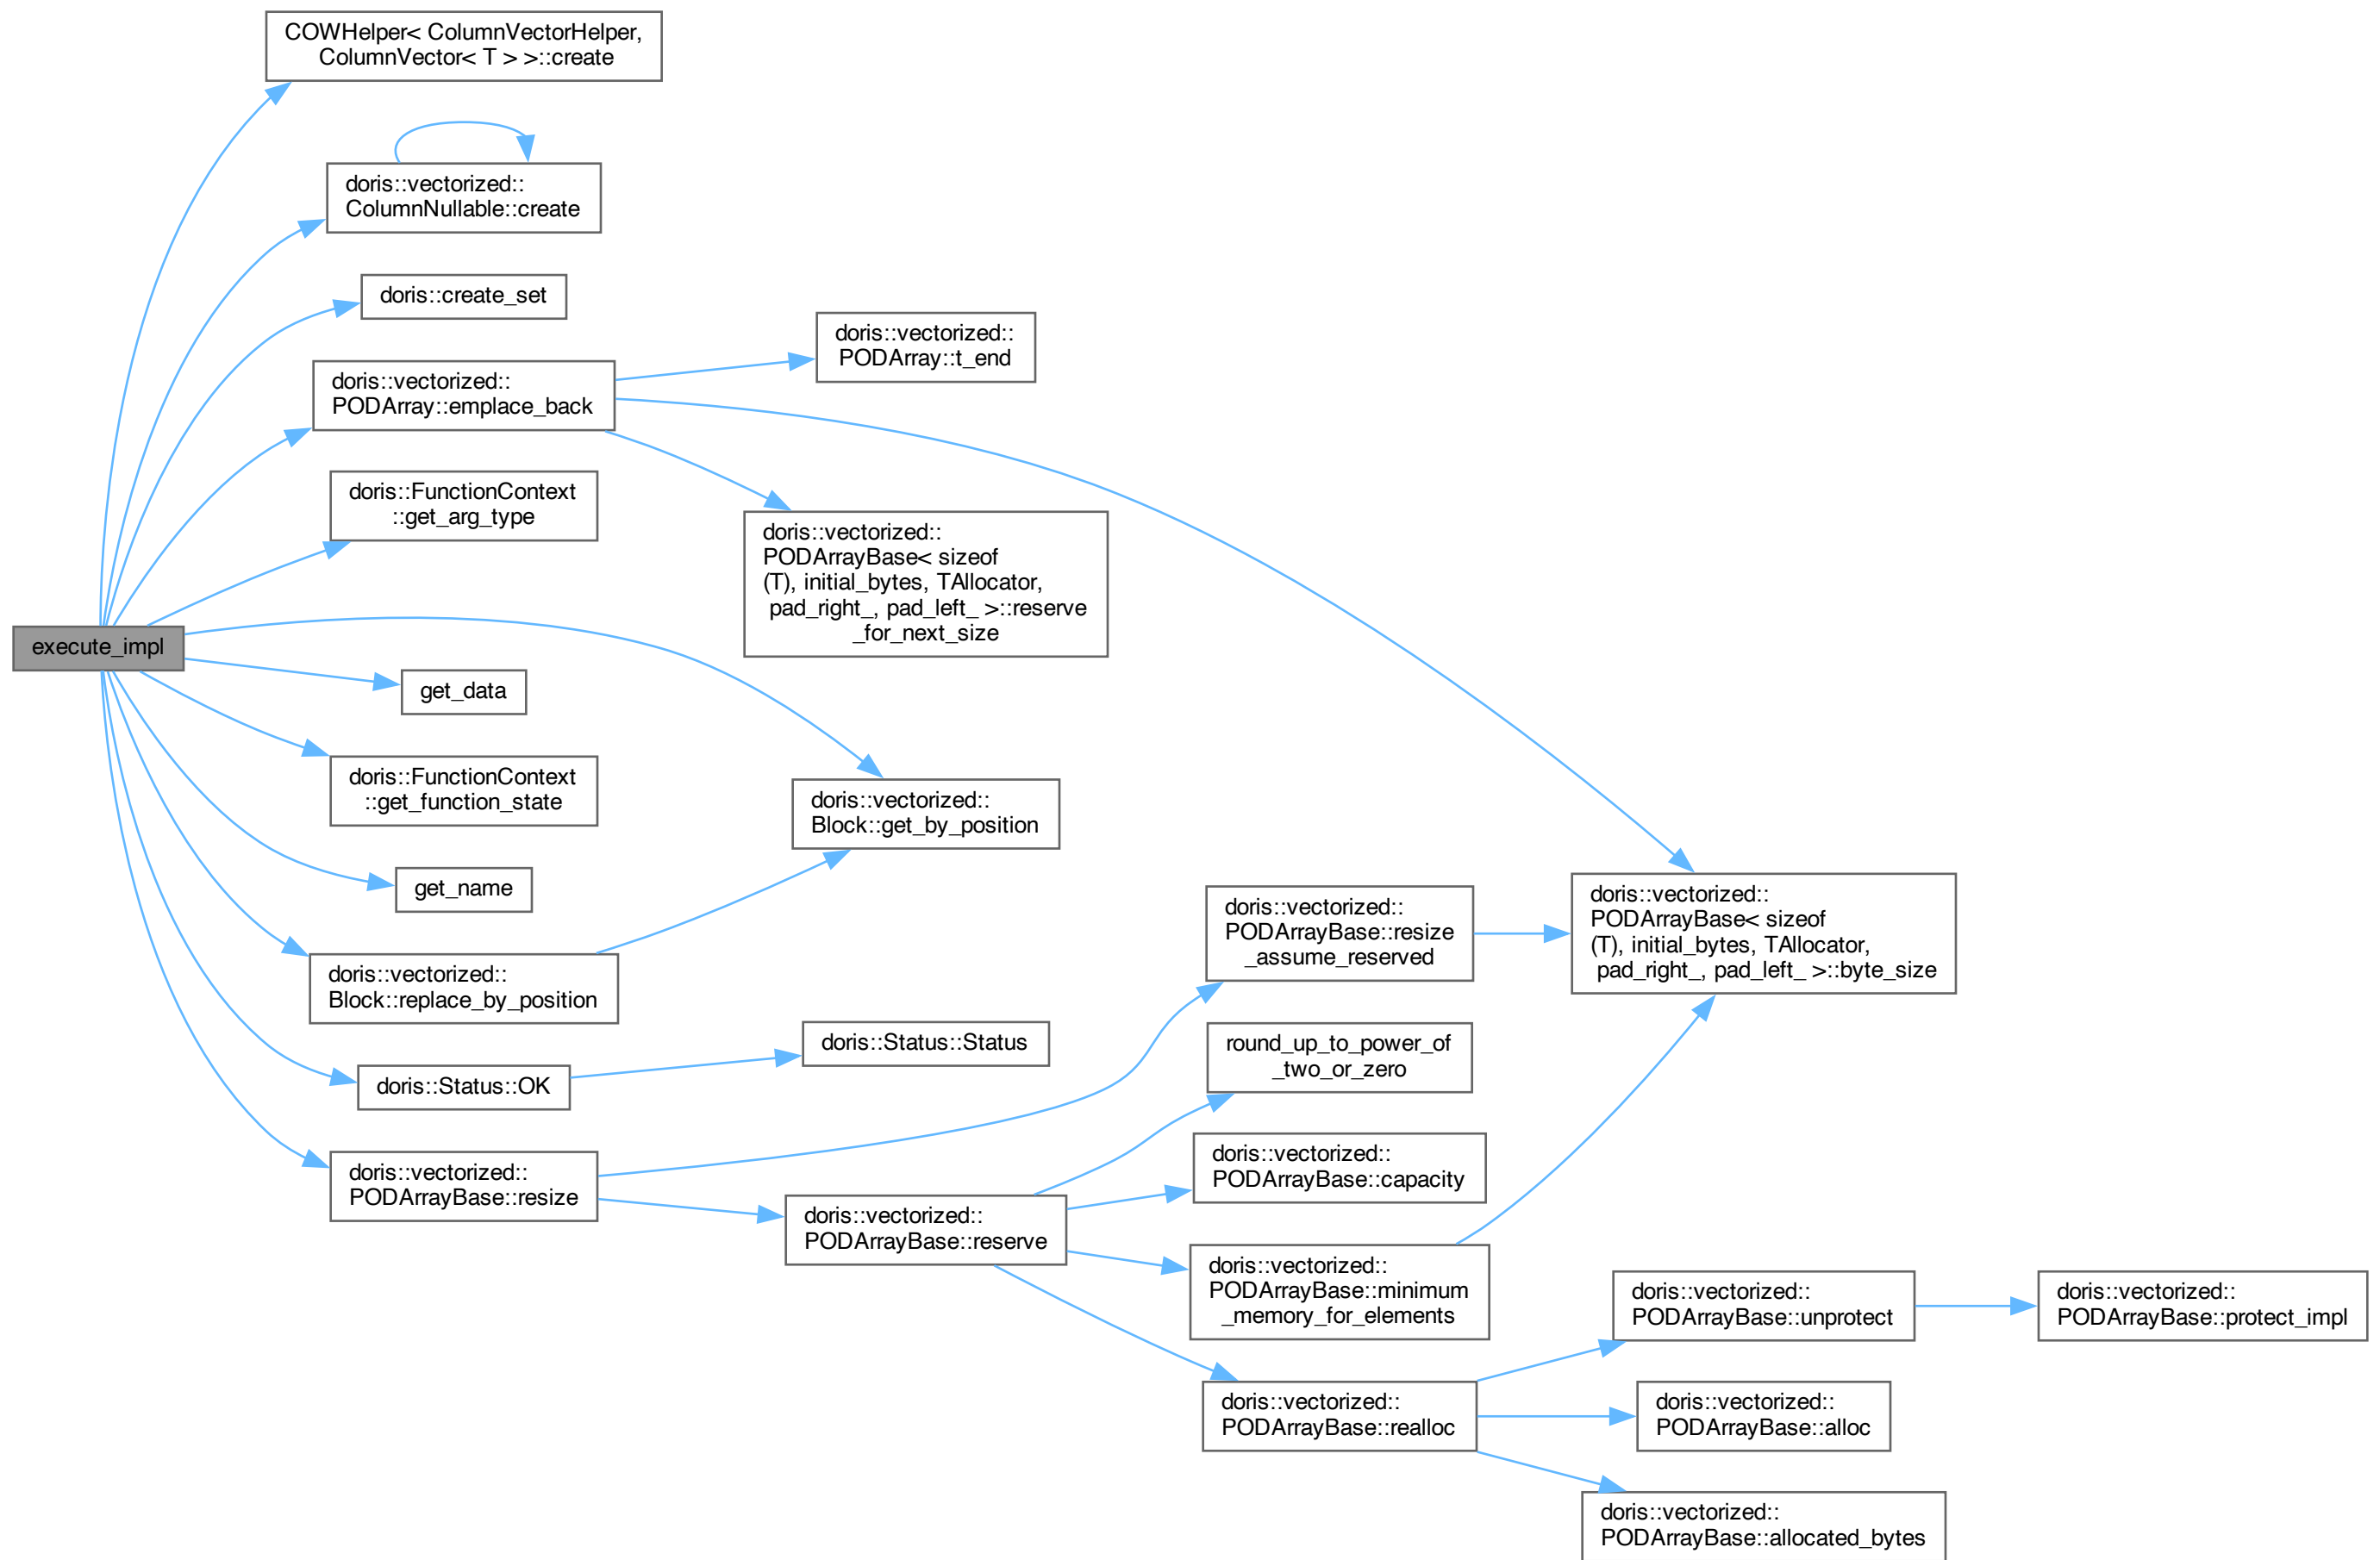 COWHelper< ColumnVectorHelper,
ColumnVector< T > >::create
doris::vectorized::
ColumnNullable::create
doris::create_set
doris::vectorized::
PODArray::emplace_back
doris::vectorized::
PODArray::t_end
doris::FunctionContext
::get_arg_type
doris::vectorized::
PODArrayBase< sizeof
(T), initial_bytes, TAllocator,
pad_right_, pad_left_ >::reserve
_for_next_size
execute_impl
get_data
doris::FunctionContext
::get_function_state
doris::vectorized::
Block::get_by_position
get_name
doris::vectorized::
PODArrayBase::resize
_assume_reserved
doris::vectorized::
PODArrayBase< sizeof
(T), initial_bytes, TAllocator,
pad_right_, pad_left_ >::byte_size
doris::vectorized::
Block::replace_by_position
doris::Status::Status
round_up_to_power_of
_two_or_zero
doris::Status::OK
doris::vectorized::
PODArrayBase::capacity
doris::vectorized::
PODArrayBase::resize
doris::vectorized::
PODArrayBase::reserve
doris::vectorized::
PODArrayBase::minimum
_memory_for_elements
doris::vectorized::
PODArrayBase::unprotect
doris::vectorized::
PODArrayBase::protect_impl
doris::vectorized::
PODArrayBase::realloc
doris::vectorized::
PODArrayBase::alloc
doris::vectorized::
PODArrayBase::allocated_bytes